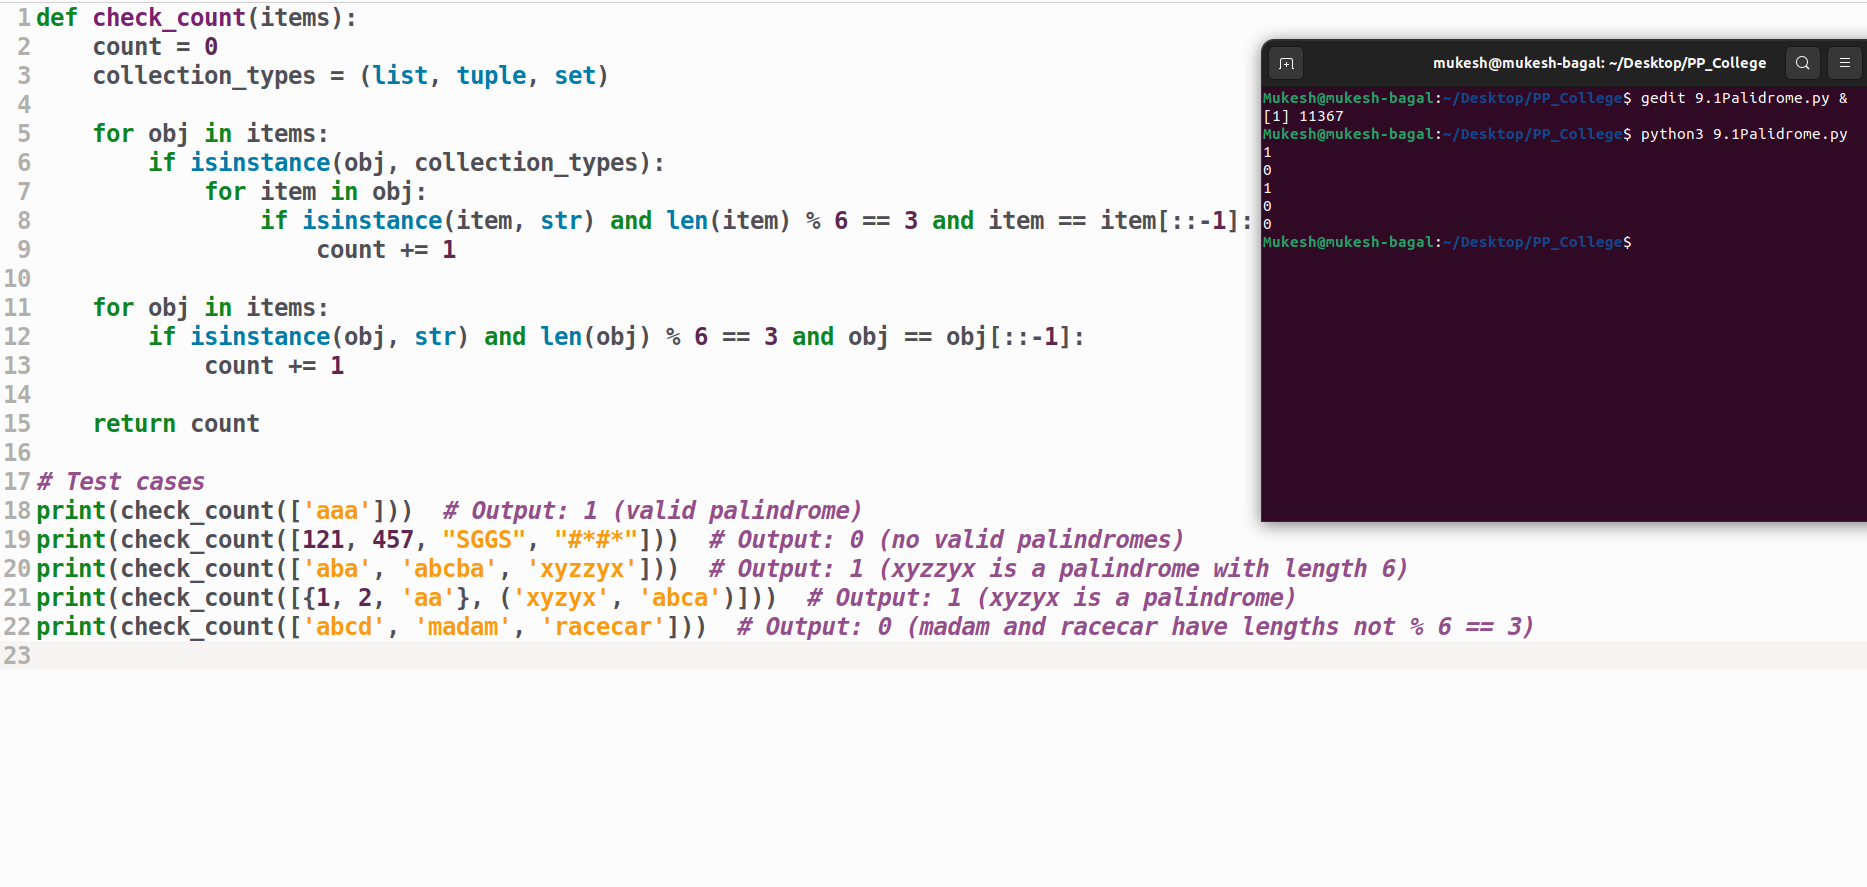 1 def check_count(items):
2     count = 0
3     collection_types = (list, tuple, set)
4
5     for obj in items:
6         if isinstance(obj, collection_types):
7             for item in obj:
8                 if isinstance(item, str) and len(item) % 6 == 3 and item == item[::-1]:
9                     count += 1
10
11     for obj in items:
12         if isinstance(obj, str) and len(obj) % 6 == 3 and obj == obj[::-1]:
13             count += 1
14
15     return count
16
17 # Test cases
18 print(check_count(['aaa']))  # Output: 1 (valid palindrome)
19 print(check_count([121, 457, "SGGS", "#*#*"]))  # Output: 0 (no valid palindromes)
20 print(check_count(['aba', 'abcba', 'xyzzyx']))  # Output: 1 (xyzzyx is a palindrome with length 6)
21 print(check_count([{1, 2, 'aa'}, ('xyzyx', 'abca')]))  # Output: 1 (xyzyx is a palindrome)
22 print(check_count(['abcd', 'madam', 'racecar']))  # Output: 0 (madam and racecar have lengths not % 6 == 3)
23
mukesh@mukesh-bagal: ~/Desktop/PP_College
Mukesh@mukesh-bagal:~/Desktop/PP_College$ gedit 9.1Palidrome.py &
[1] 11367
Mukesh@mukesh-bagal:~/Desktop/PP_College$ python3 9.1Palidrome.py
1
0
1
0
0
Mukesh@mukesh-bagal:~/Desktop/PP_College$